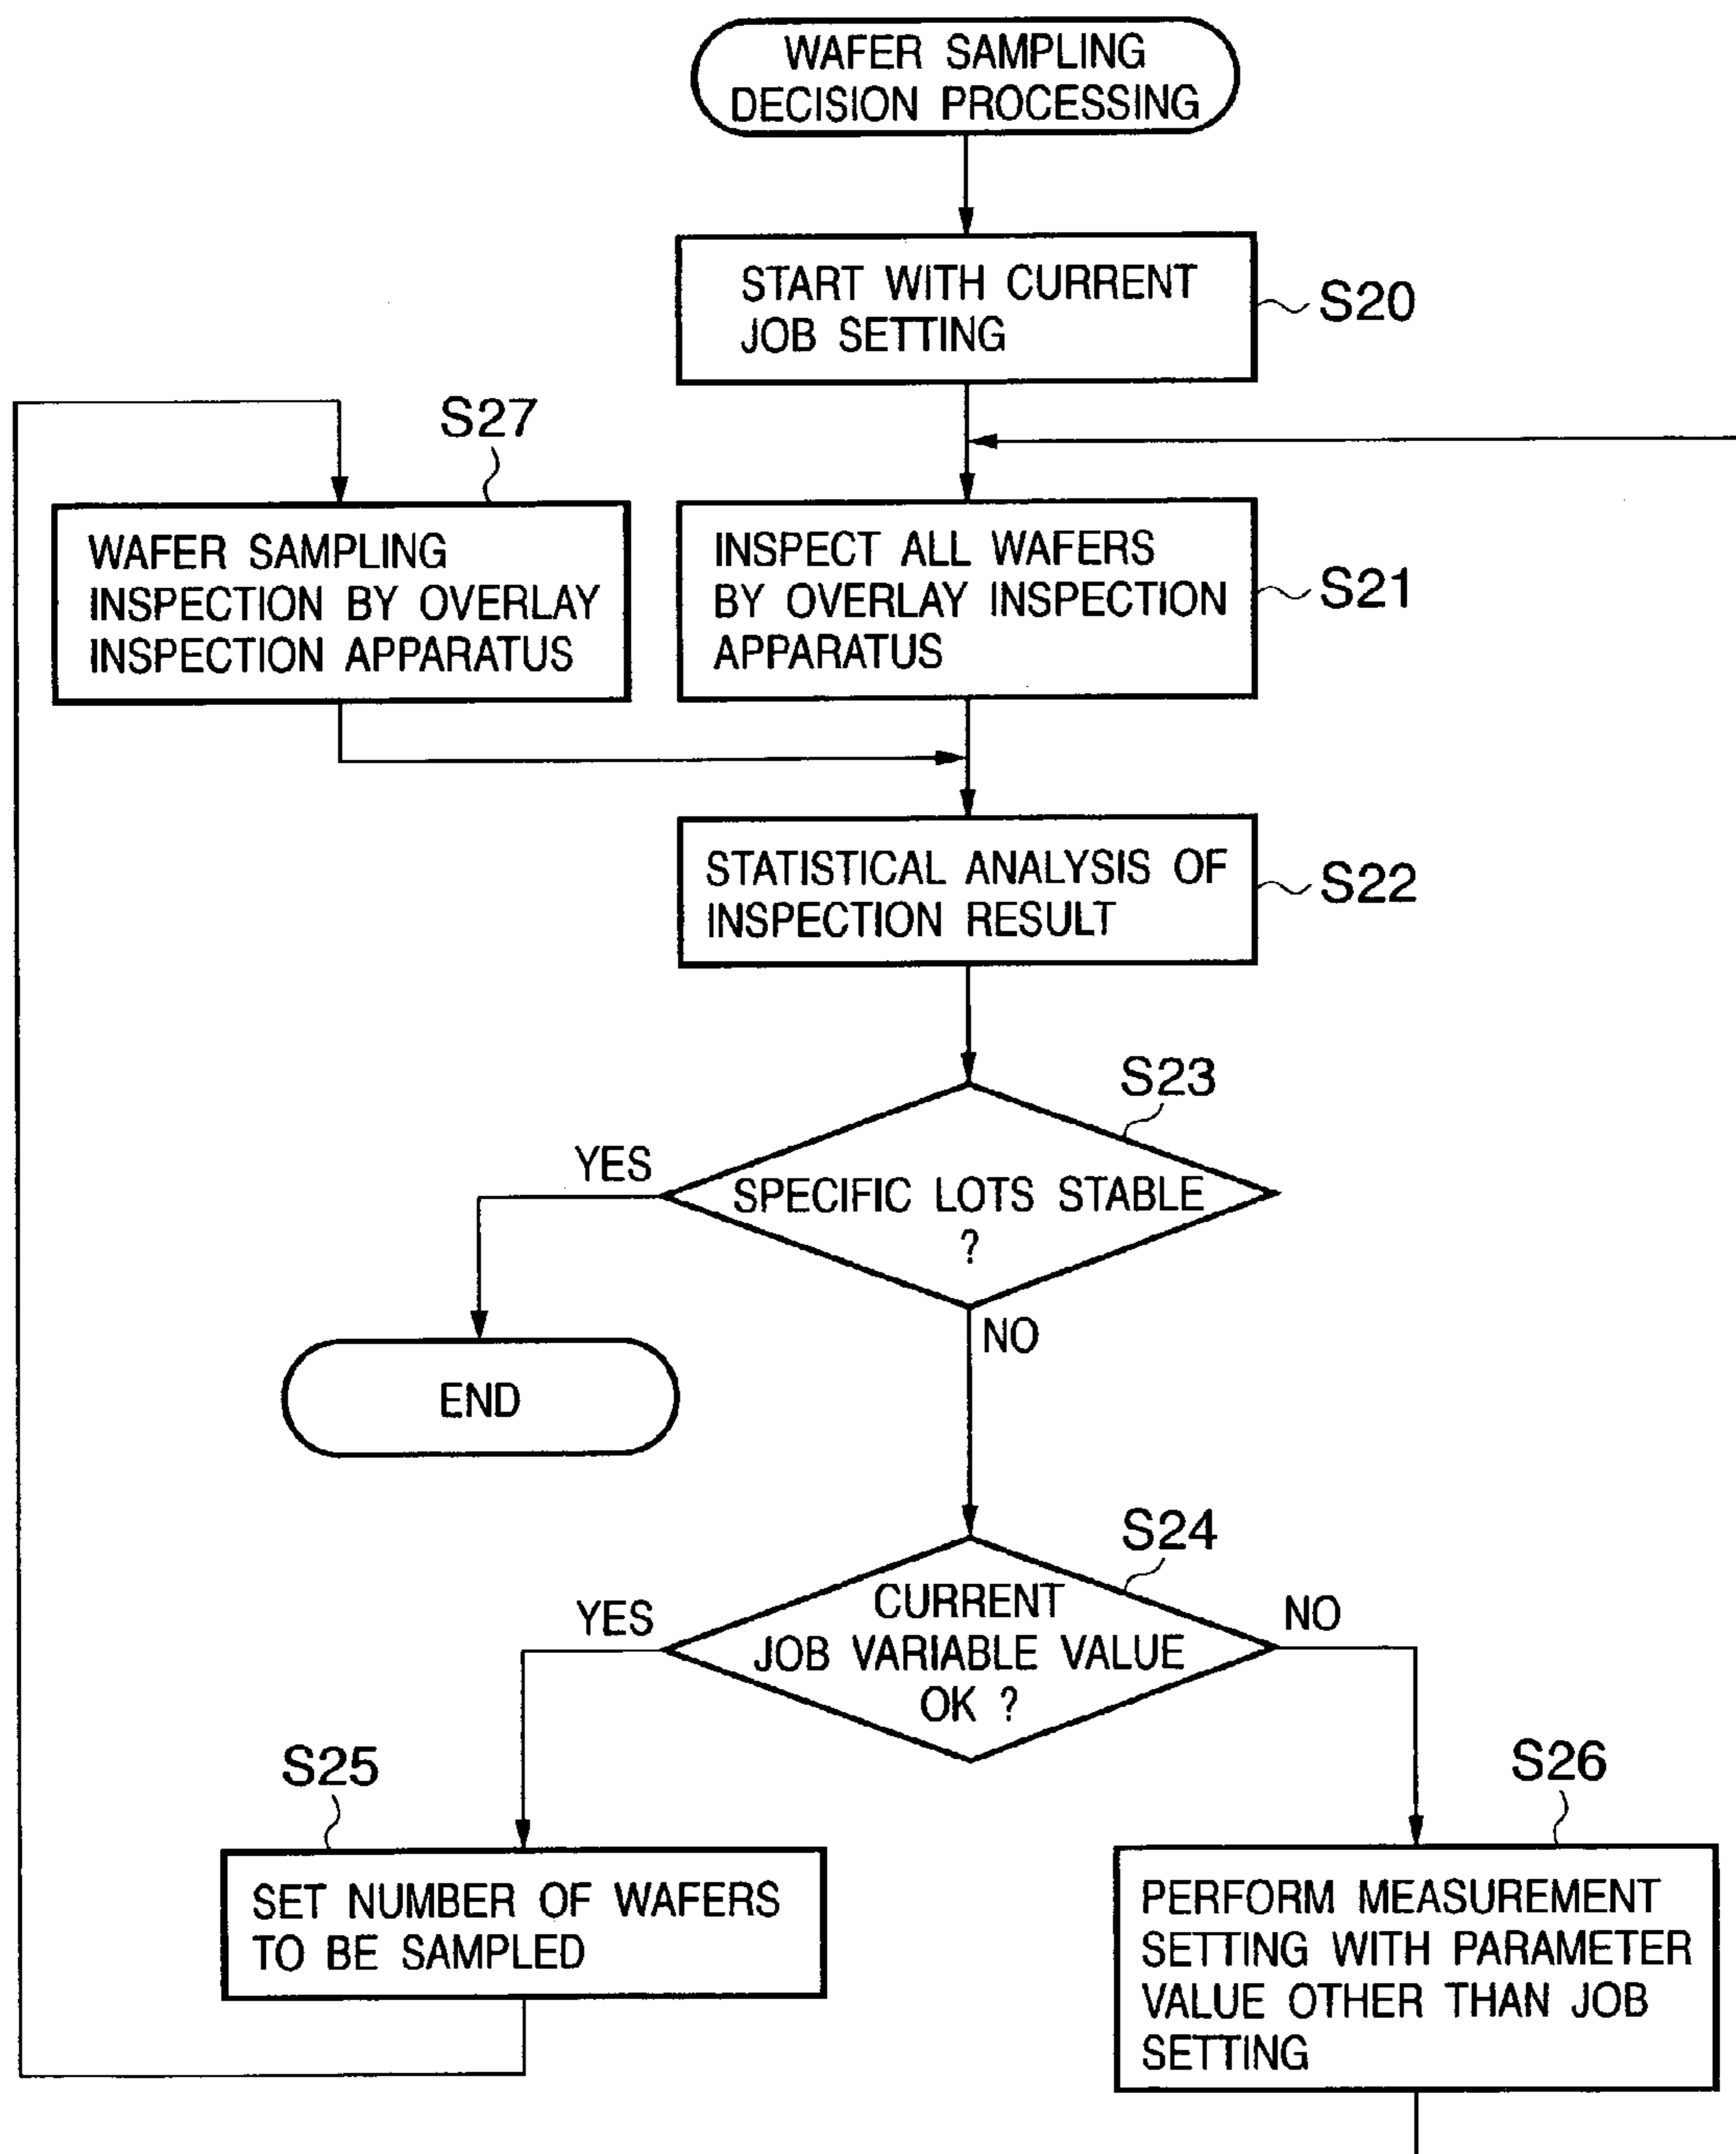 WAFER SAMPLING
DECISION PROCESSING
START WITH CURRENT
JOB SETTING
S20
S27
WAFER SAMPLING
INSPECTION BY OVERLAY
INSPECTION APPARATUS
INSPECT ALL WAFERS
BY OVERLAY INSPECTION
APPARATUS
S21
STATISTICAL ANALYSIS OF
INSPECTION RESULT
S22
S23
YES
SPECIFIC LOTS STABLE
?
NO
END
S24
YES
CURRENT
JOB VARIABLE VALUE
OK ?
NO
S25
SET NUMBER OF WAFERS
TO BE SAMPLED
S26
PERFORM MEASUREMENT
SETTING WITH PARAMETER
VALUE OTHER THAN JOB
SETTING